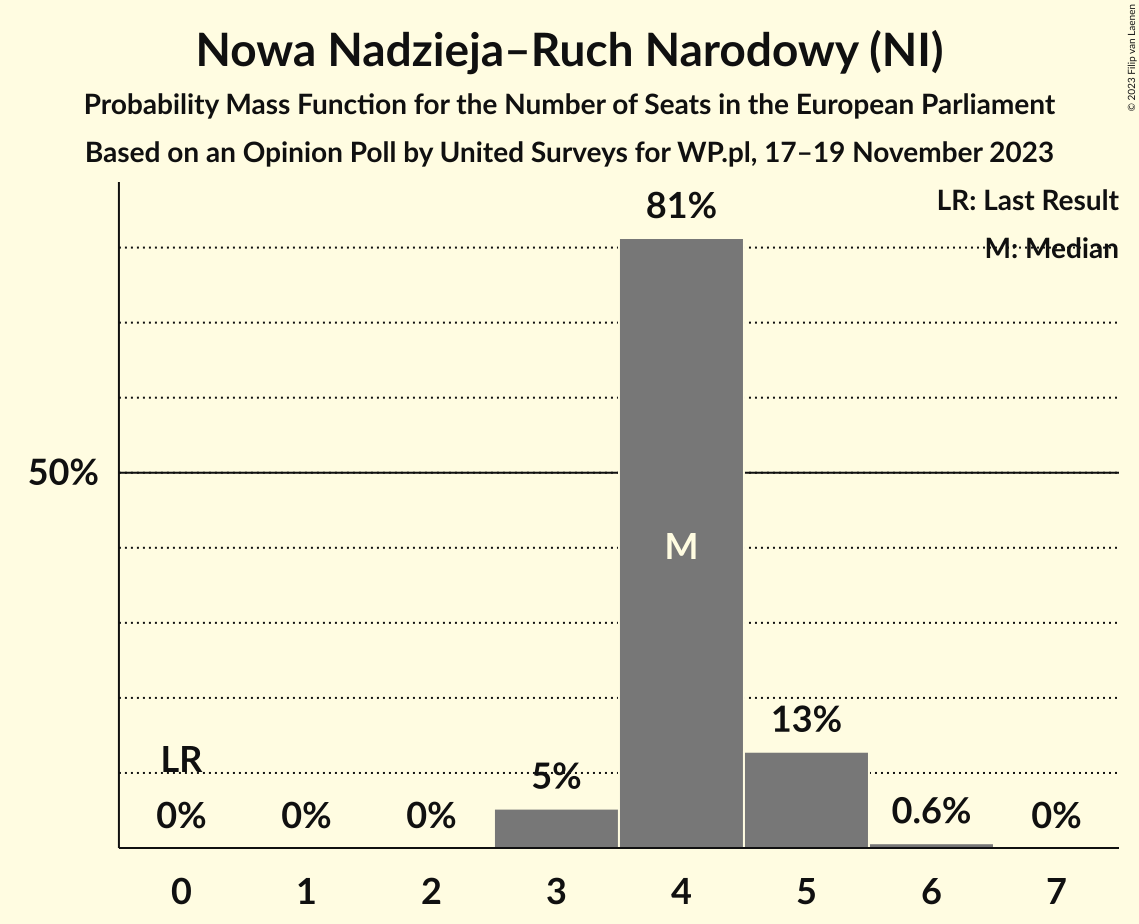 Nowa Nadzieja–Ruch Narodowy (NI)
Probability Mass Function for the Number of Seats in the European Parliament
Based on an Opinion Poll by United Surveys for WP.pl, 17–19 November 2023
© 2023 Filip van Laenen
LR: Last Result
M: Median
81%
50%
M
13%
LR
5%
0% 0% 0% 0.6% 0%
0 1 2 3 4 5 6 7